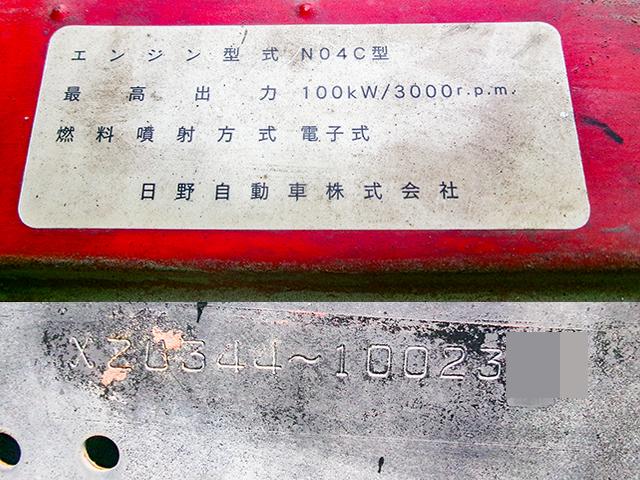 エンジン型式 N04C型
最高出力 100kW/3000r.p.m.
燃料噴射方式 電子式
日野自動車株式会社
XZU344~10023